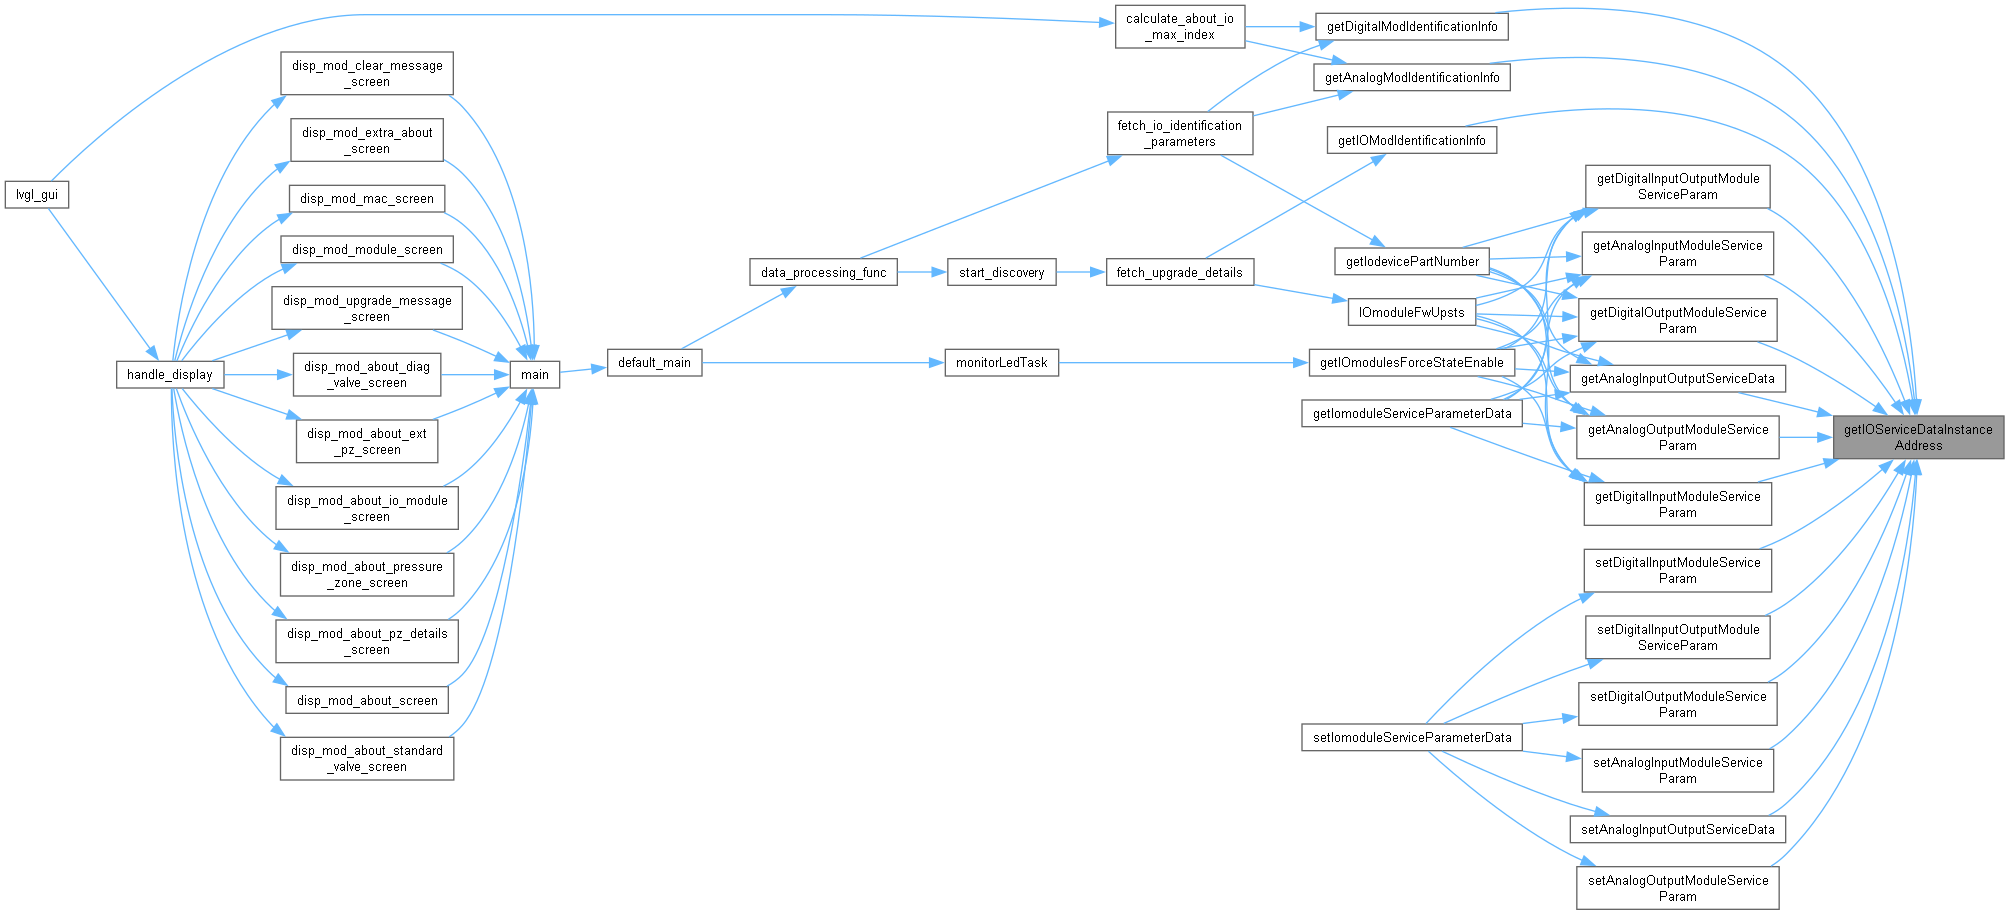 lvgl_gui
handle_display
disp_mod_clear_message
_screen
disp_mod_extra_about
_screen
disp_mod_mac_screen
disp_mod_module_screen
disp_mod_upgrade_message
_screen
disp_mod_about_diag
_valve_screen
disp_mod_about_ext
_pz_screen
disp_mod_about_io_module
_screen
disp_mod_about_pressure
_zone_screen
disp_mod_about_pz_details
_screen
disp_mod_about_screen
disp_mod_about_standard
_valve_screen
main
default_main
data_processing_func
start_discovery
monitorLedTask
calculate_about_io
_max_index
fetch_io_identification
_parameters
fetch_upgrade_details
getDigitalModIdentificationInfo
getAnalogModIdentificationInfo
getIOModIdentificationInfo
getIodevicePartNumber
IOmoduleFwUpsts
getIOmodulesForceStateEnable
getIomoduleServiceParameterData
setIomoduleServiceParameterData
getDigitalInputOutputModule
ServiceParam
getAnalogInputModuleService
Param
getDigitalOutputModuleService
Param
getAnalogInputOutputServiceData
getAnalogOutputModuleService
Param
getDigitalInputModuleService
Param
setDigitalInputModuleService
Param
setDigitalInputOutputModule
ServiceParam
setDigitalOutputModuleService
Param
setAnalogInputModuleService
Param
setAnalogInputOutputServiceData
setAnalogOutputModuleService
Param
getIOServiceDataInstance
Address